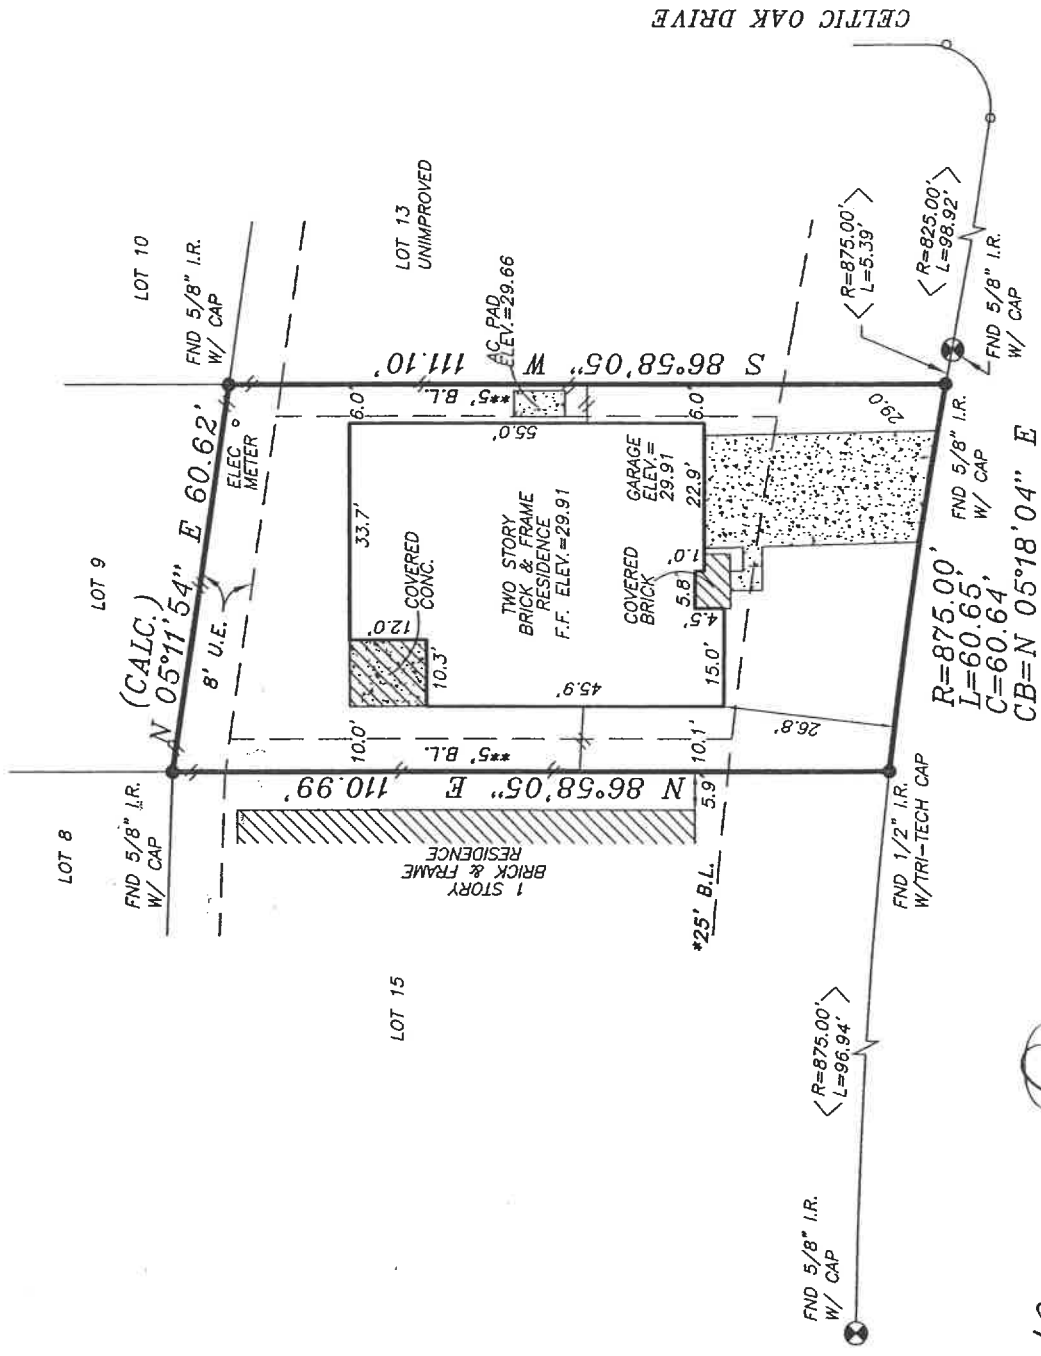 CELTIC OAK DRIVE
LOT 10
FND 5/8" I.R.
W/ CAP
LOT 13
UNIMPROVED
AC PAD
ELEV.=29.66
S 86°58'05" W 111.10'
**5' B.L.
<R=875.00'
L=5.39'>
<R=825.00'
L=98.92'>
FND 5/8" I.R.
W/ CAP
LOT 9
(CALC.)
N 05°11'54" E 60.62'
ELEC
METER
8' U.E.
6.0'
55.0'
6.0'
29.0'
33.7'
COVERED
CONC.
12.0'
10.3'
TWO STORY
BRICK & FRAME
RESIDENCE
F.F. ELEV.=29.91
GARAGE
ELEV.=
29.91
22.9'
COVERED
BRICK
1.0'
5.8'
4.5'
15.0'
45.9'
26.8'
10.0'
**5' B.L.
10.1'
N 86°58'05" E 110.99'
5.9'
FND 5/8" I.R.
W/ CAP
R=875.00'
L=60.65'
C=60.64'
CB=N 05°18'04" E
LOT 8
FND 5/8" I.R.
W/ CAP
1 STORY
BRICK & FRAME
RESIDENCE
*25' B.L.
FND 1/2" I.R.
W/TRI-TECH CAP
LOT 15
<R=875.00'
L=96.94'>
FND 5/8" I.R.
W/ CAP